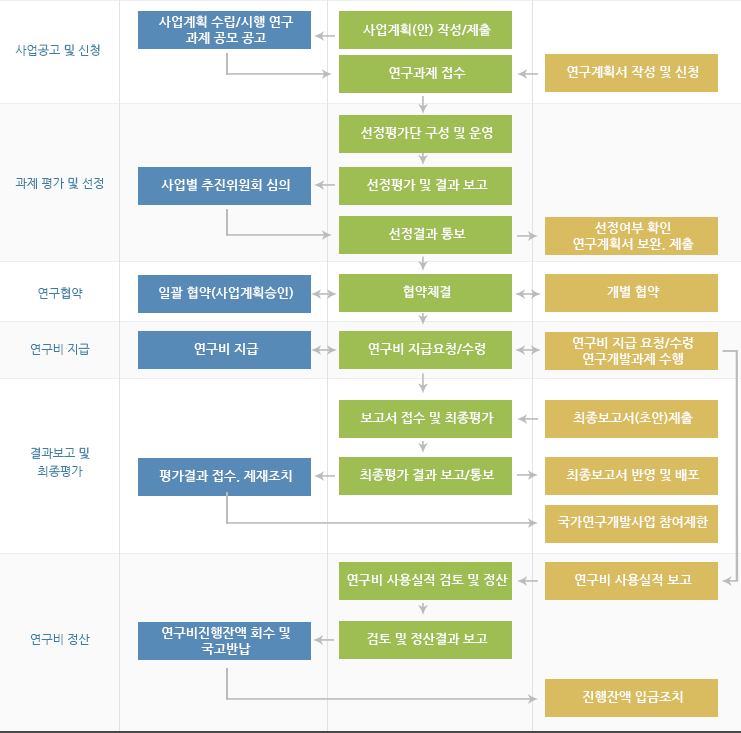 사업공고 및 신청
사업계획 수립/시행 연구
과제 공모 공고
사업계획(안) 작성/제출
연구과제 접수
연구계획서 작성 및 신청
선정평가단 구성 및 운영
과제 평가 및 선정
사업별 추진위원회 심의
선정평가 및 결과 보고
선정결과 통보
선정여부 확인
연구계획서 보완, 제출
연구협약
일괄 협약(사업계획승인)
협약체결
개별 협약
연구비 지급
연구비 지급
연구비 지급요청/수령
연구비 지급 요청/수령
연구개발과제 수행
결과보고 및
최종평가
보고서 접수 및 최종평가
최종보고서(초안)제출
평가결과 접수, 제재조치
최종평가 결과 보고/통보
최종보고서 반영 및 배포
국가연구개발사업 참여제한
연구비 사용실적 검토 및 정산
연구비 사용실적 보고
연구비 정산
연구비진행잔액 회수 및
국고반납
검토 및 정산결과 보고
진행잔액 입금조치